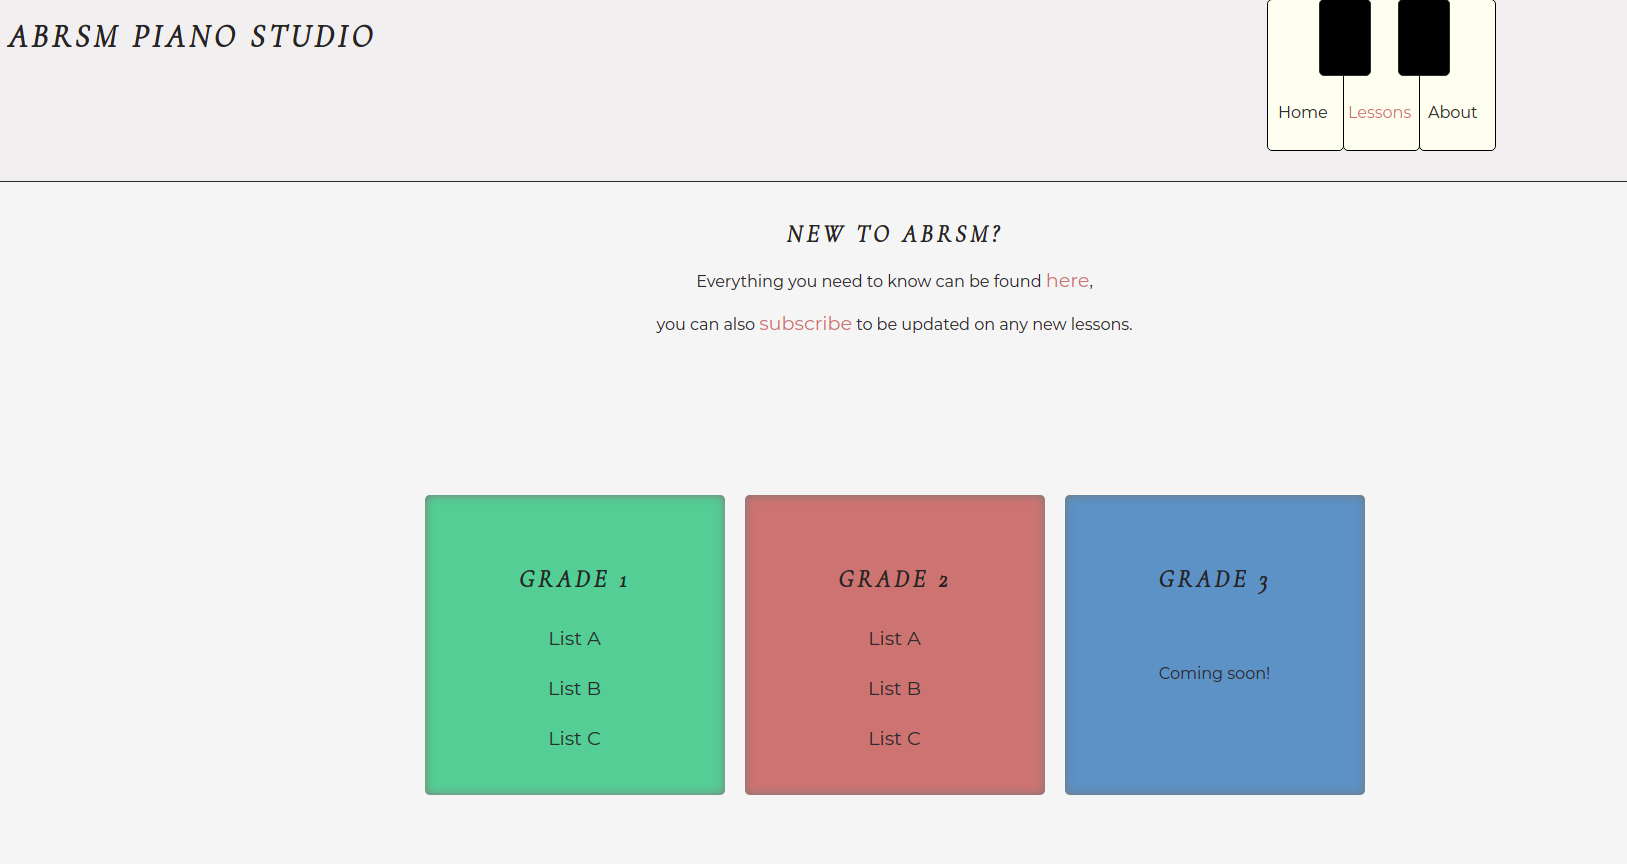 ABRSM PIANO STUDIO
Home Lessons About
NEW TO ABRSM?
Everything you need to know can be found here,
you can also subscribe to be updated on any new lessons.
GRADE 1
List A
List B
List C
GRADE 2
List A
List B
List C
GRADE 3
Coming soon!